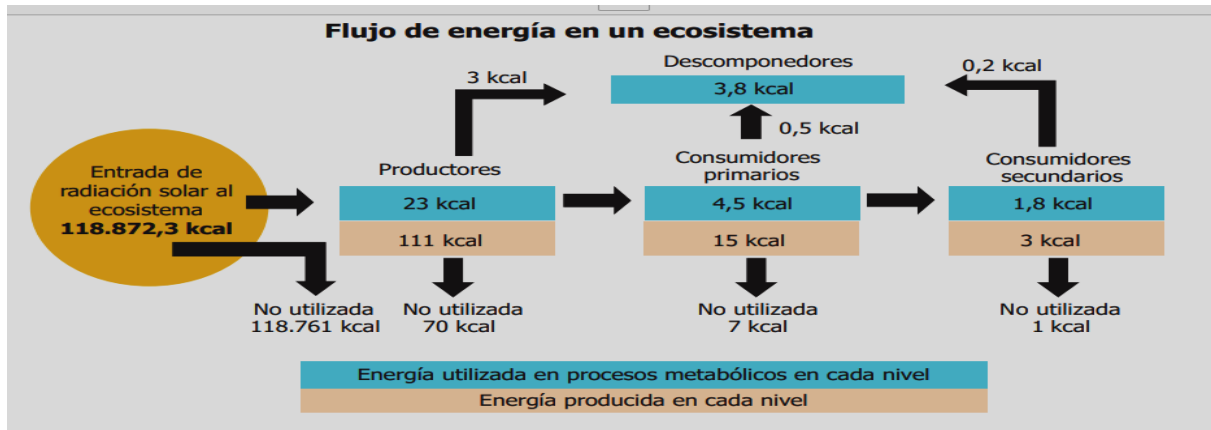 Flujo de energía en un ecosistema
Descomponedores
3 kcal
0,2 kcal
3,8 kcal
0,5 kcal
Entrada de
radiación solar al
ecosistema
118.872,3 kcal
Productores
23 kcal
111 kcal
Consumidores
primarios
4,5 kcal
15 kcal
Consumidores
secundarios
1,8 kcal
3 kcal
No utilizada
118.761 kcal
No utilizada
70 kcal
No utilizada
7 kcal
No utilizada
1 kcal
Energía utilizada en procesos metabólicos en cada nivel
Energía producida en cada nivel